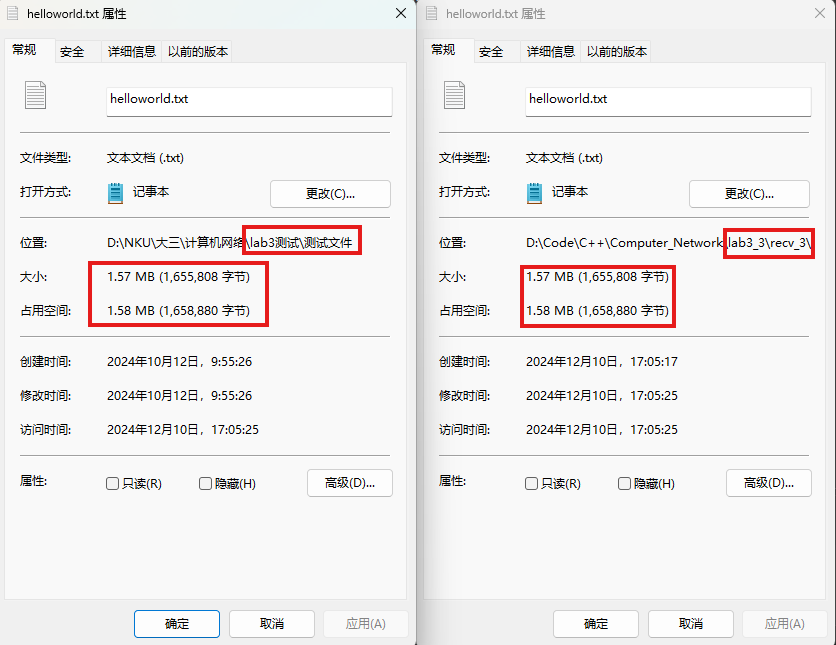 helloworld.txt 属性
常规 安全 详细信息 以前的版本
helloworld.txt
文件类型: 文本文档 (.txt)
打开方式: 记事本 更改(C)...
位置: D:\NKU\大三\计算机网络\lab3测试\测试文件
大小: 1.57 MB (1,655,808 字节)
占用空间: 1.58 MB (1,658,880 字节)
创建时间: 2024年10月12日，9:55:26
修改时间: 2024年10月12日，9:55:26
访问时间: 2024年12月10日，17:05:25
属性: 只读(R) 隐藏(H) 高级(D)...
确定 取消 应用(A)
helloworld.txt 属性
常规 安全 详细信息 以前的版本
helloworld.txt
文件类型: 文本文档 (.txt)
打开方式: 记事本 更改(C)...
位置: D:\Code\C++\Computer_Network\lab3_3\recv_3\
大小: 1.57 MB (1,655,808 字节)
占用空间: 1.58 MB (1,658,880 字节)
创建时间: 2024年12月10日，17:05:17
修改时间: 2024年12月10日，17:05:25
访问时间: 2024年12月10日，17:05:25
属性: 只读(R) 隐藏(H) 高级(D)...
确定 取消 应用(A)